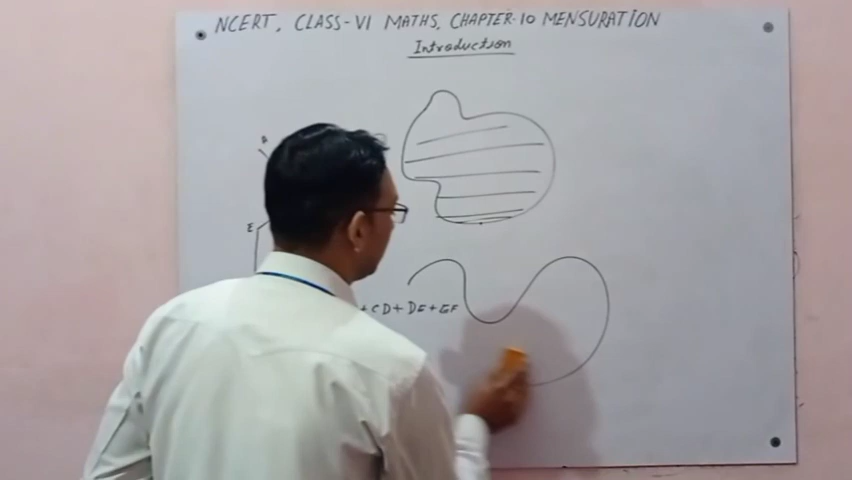 NCERT, CLASS-VI MATHS, CHAPTER-10 MENSURATION
Introduction
E
+ CD + DE + EF